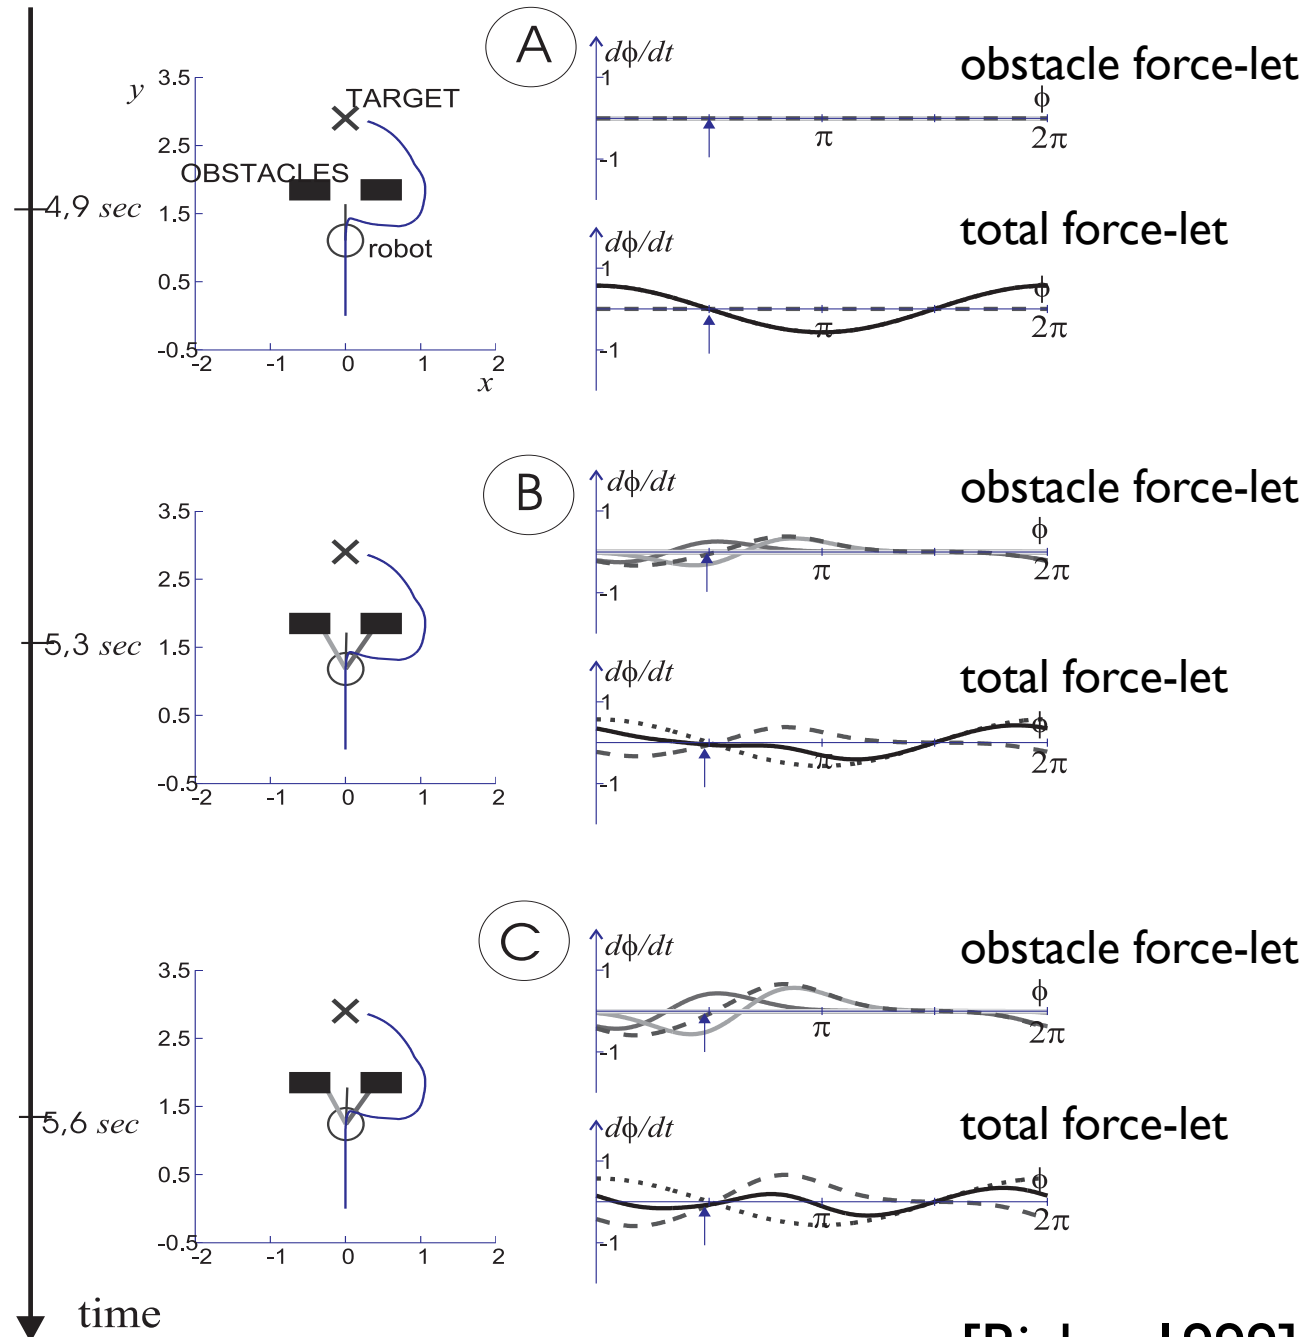 A
dϕ/dt
obstacle force-let
1
ϕ
-1
π
2π
y
3.5
TARGET
2.5
OBSTACLES
4,9 sec
1.5
robot
0.5
-0.5
-2
-1
0
1
2
x
dϕ/dt
total force-let
1
ϕ
-1
π
2π
B
dϕ/dt
obstacle force-let
1
ϕ
-1
π
2π
3.5
2.5
5,3 sec
1.5
0.5
-0.5
-2
-1
0
1
2
dϕ/dt
total force-let
1
ϕ
-1
π
2π
C
dϕ/dt
obstacle force-let
1
ϕ
-1
π
2π
3.5
2.5
5,6 sec
1.5
0.5
-0.5
-2
-1
0
1
2
dϕ/dt
total force-let
1
ϕ
-1
π
2π
time